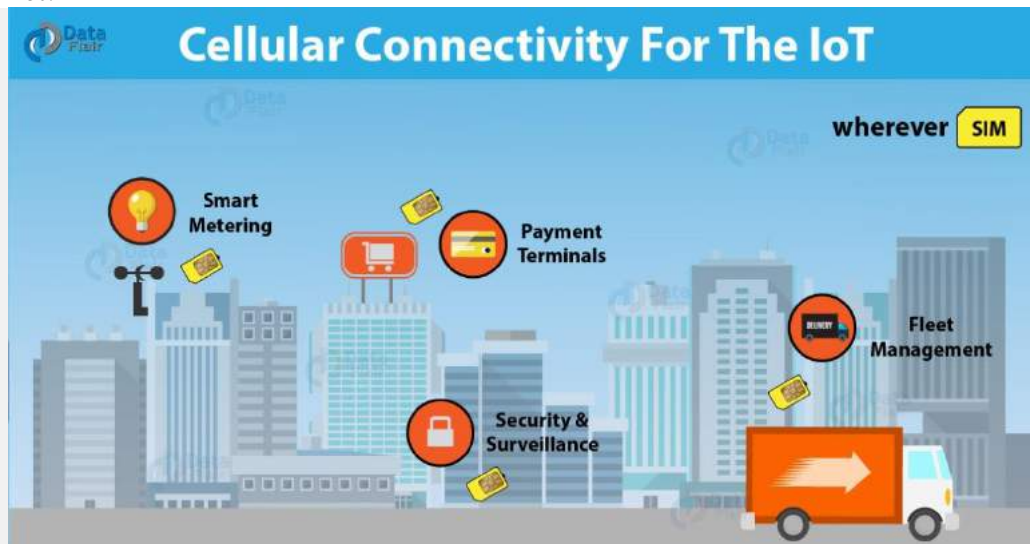 Data
Flair
Cellular Connectivity For The IoT
wherever SIM
Smart
Metering
Payment
Terminals
DELIVERY
Fleet
Management
Security &
Surveillance